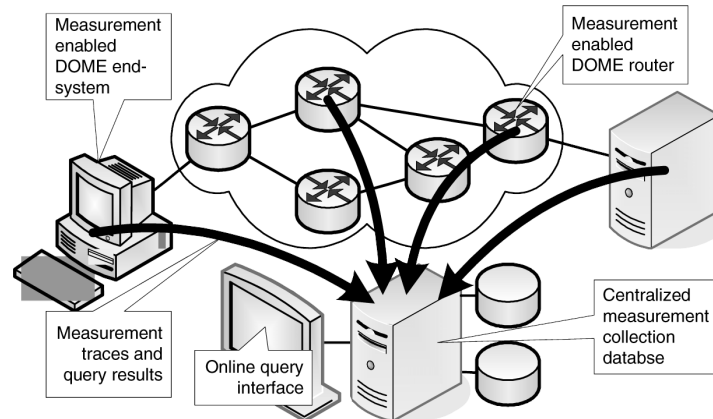 Measurement
enabled
DOME end-
system
Measurement
enabled
DOME router
Measurement
traces and
query results
Online query
interface
Centralized
measurement
collection
databse